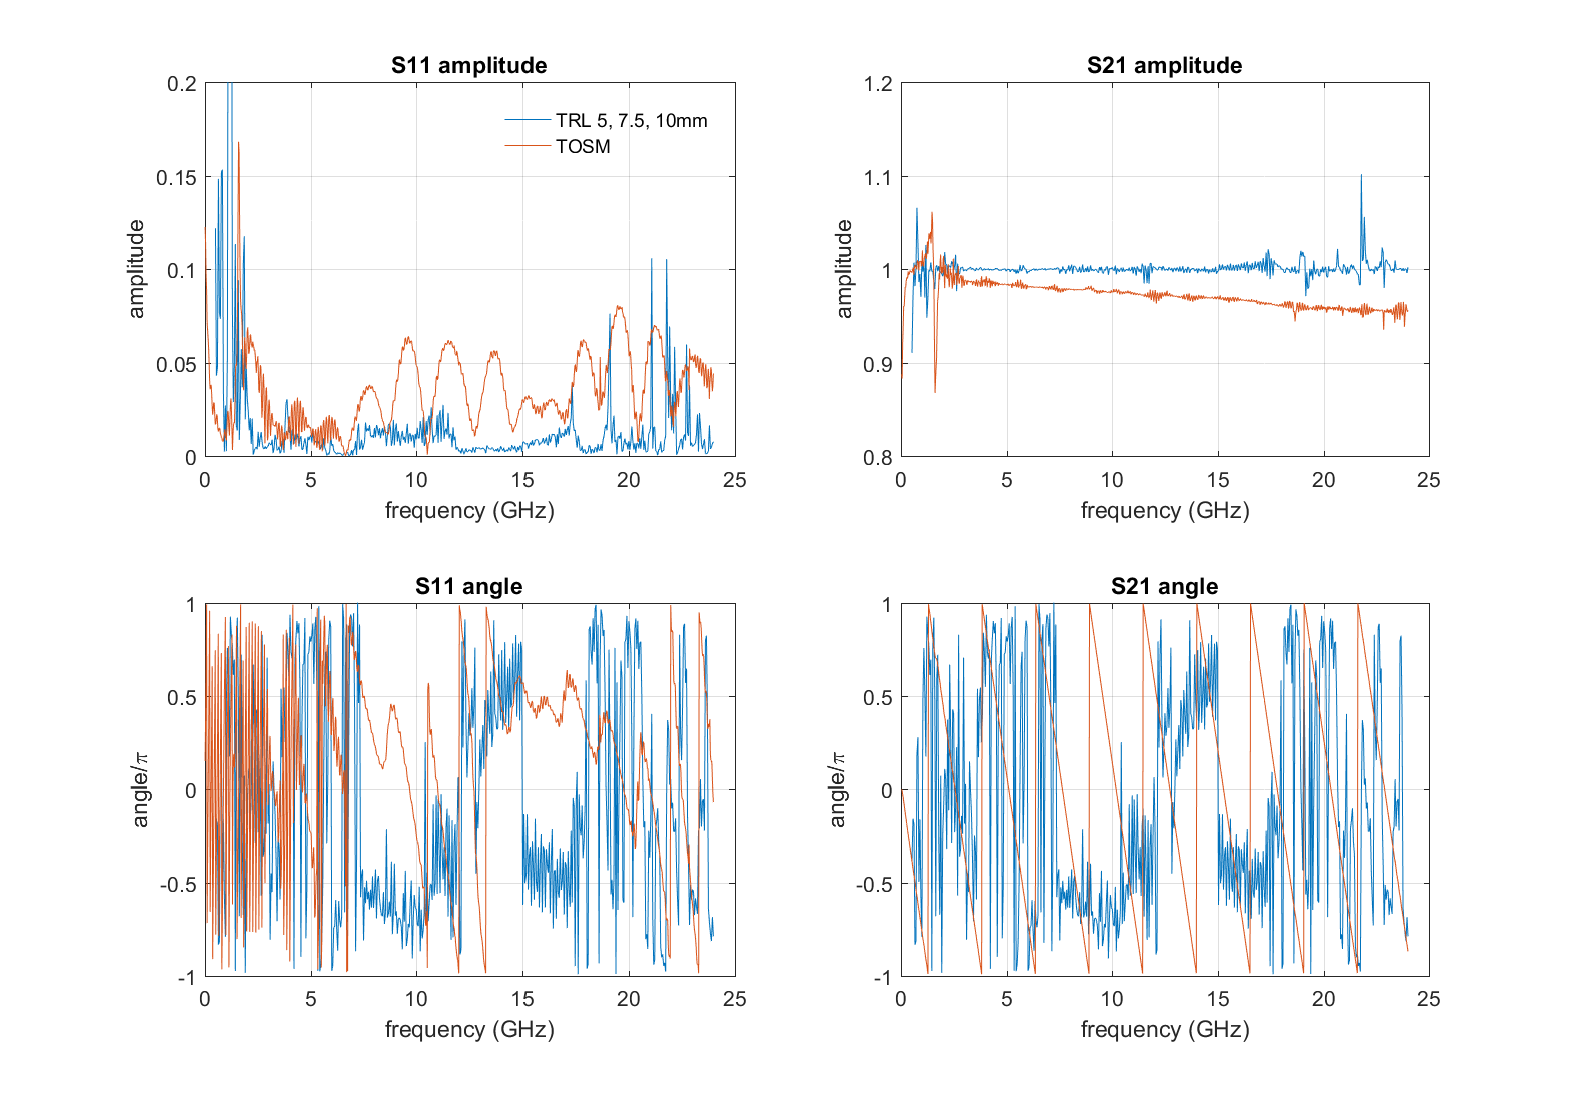 S11 amplitude
0.2
0.15
0.1
0.05
0
amplitude
TRL 5, 7.5, 10mm
TOSM
0 5 10 15 20 25
frequency (GHz)
S21 amplitude
1.2
1.1
1
0.9
0.8
amplitude
0 5 10 15 20 25
frequency (GHz)
S11 angle
1
0.5
0
-0.5
-1
angle/π
0 5 10 15 20 25
frequency (GHz)
S21 angle
1
0.5
0
-0.5
-1
angle/π
0 5 10 15 20 25
frequency (GHz)